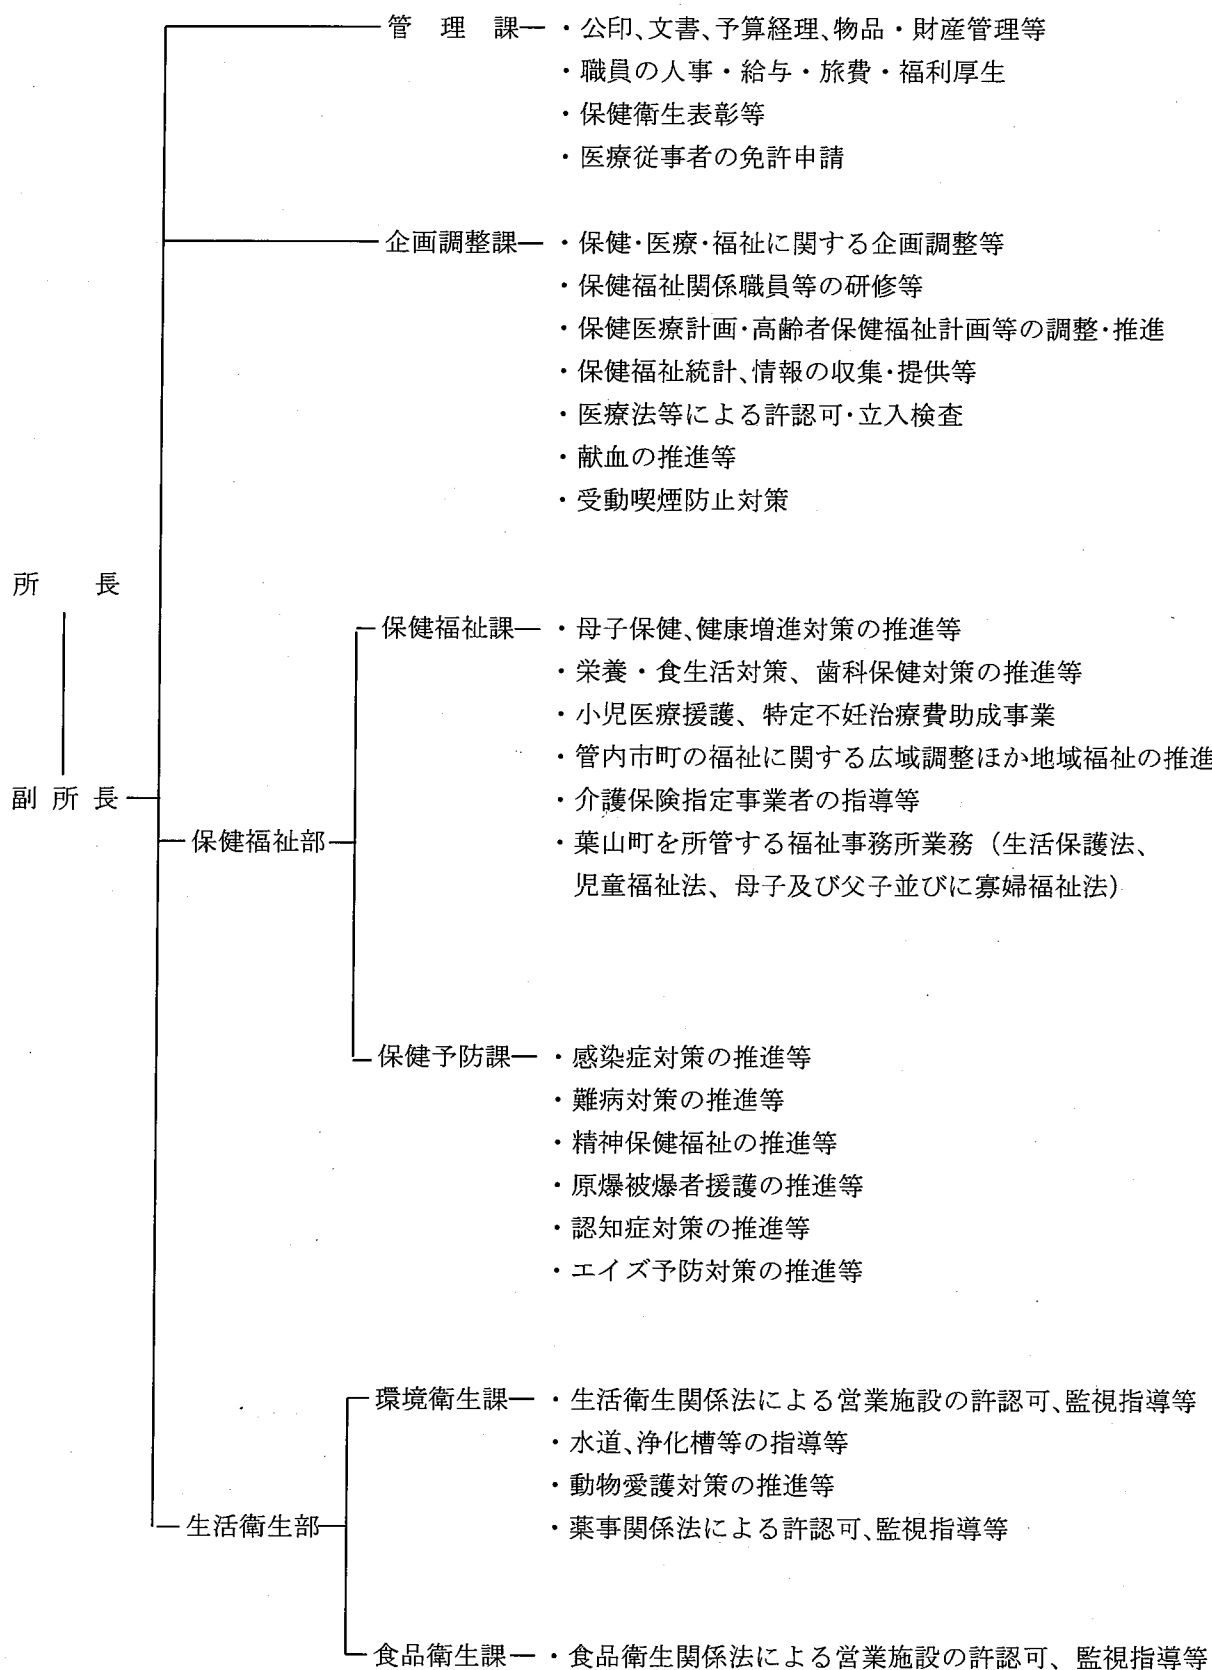 管理課 ・公印、文書、予算経理、物品・財産管理等
・職員の人事・給与・旅費・福利厚生
・保健衛生表彰等
・医療従事者の免許申請
企画調整課 ・保健・医療・福祉に関する企画調整等
・保健福祉関係職員等の研修等
・保健医療計画・高齢者保健福祉計画等の調整・推進
・保健福祉統計、情報の収集・提供等
・医療法等による許認可・立入検査
・献血の推進等
・受動喫煙防止対策
所長
保健福祉課 ・母子保健、健康増進対策の推進等
・栄養・食生活対策、歯科保健対策の推進等
・小児医療援護、特定不妊治療費助成事業
・管内市町の福祉に関する広域調整ほか地域福祉の推進
副所長
・介護保険指定事業者の指導等
保健福祉部
・葉山町を所管する福祉事務所業務（生活保護法、
児童福祉法、母子及び父子並びに寡婦福祉法）
保健予防課 ・感染症対策の推進等
・難病対策の推進等
・精神保健福祉の推進等
・原爆被爆者援護の推進等
・認知症対策の推進等
・エイズ予防対策の推進等
環境衛生課 ・生活衛生関係法による営業施設の許認可、監視指導等
・水道、浄化槽等の指導等
・動物愛護対策の推進等
生活衛生部
・薬事関係法による許認可、監視指導等
食品衛生課 ・食品衛生関係法による営業施設の許認可、監視指導等